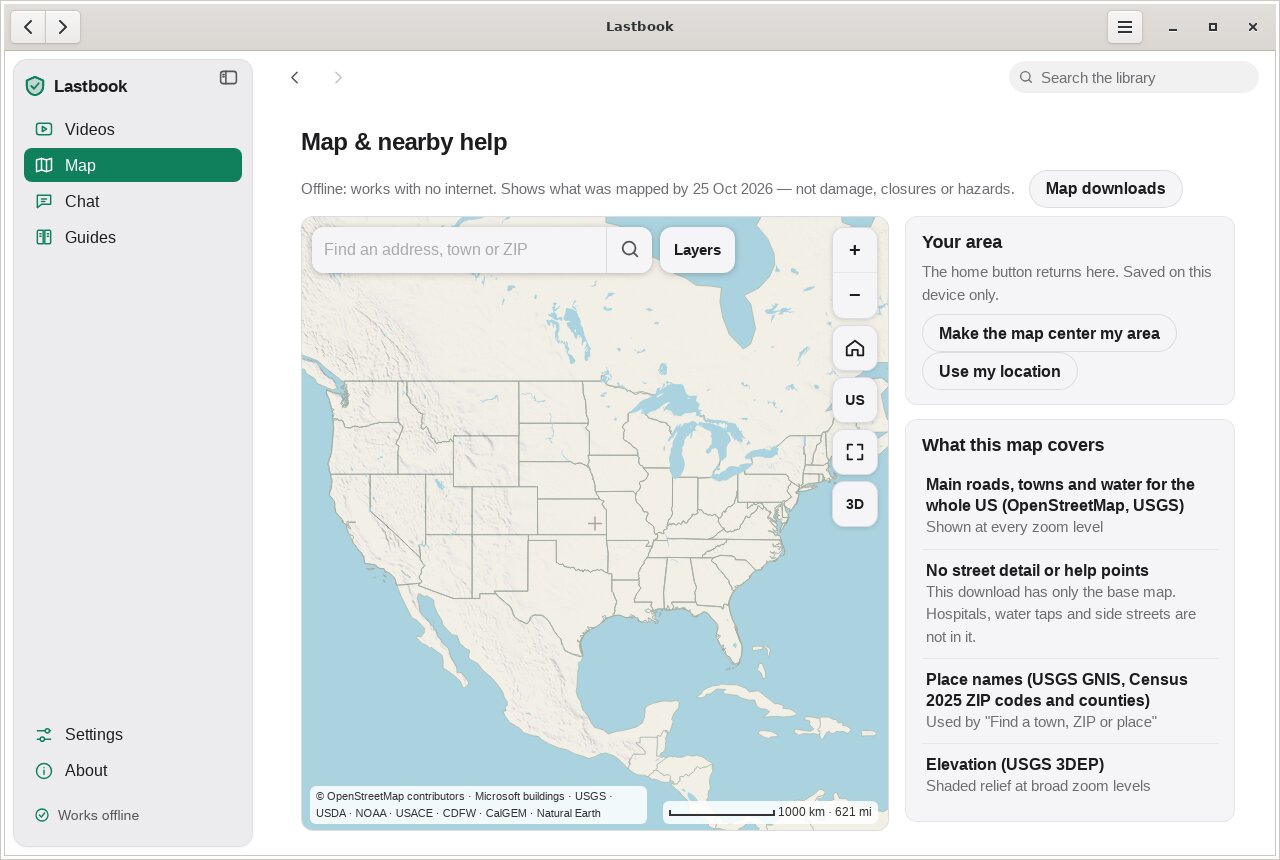 Lastbook
Lastbook
Videos
Map
Chat
Guides
Settings
About
Works offline
Search the library
Map & nearby help
Offline: works with no internet. Shows what was mapped by 25 Oct 2026 — not damage, closures or hazards.
Map downloads
Find an address, town or ZIP
Layers
+
−
US
3D
© OpenStreetMap contributors · Microsoft buildings · USGS ·
USDA · NOAA · USACE · CDFW · CalGEM · Natural Earth
1000 km · 621 mi
Your area
The home button returns here. Saved on this
device only.
Make the map center my area
Use my location
What this map covers
Main roads, towns and water for the
whole US (OpenStreetMap, USGS)
Shown at every zoom level
No street detail or help points
This download has only the base map.
Hospitals, water taps and side streets are
not in it.
Place names (USGS GNIS, Census
2025 ZIP codes and counties)
Used by "Find a town, ZIP or place"
Elevation (USGS 3DEP)
Shaded relief at broad zoom levels